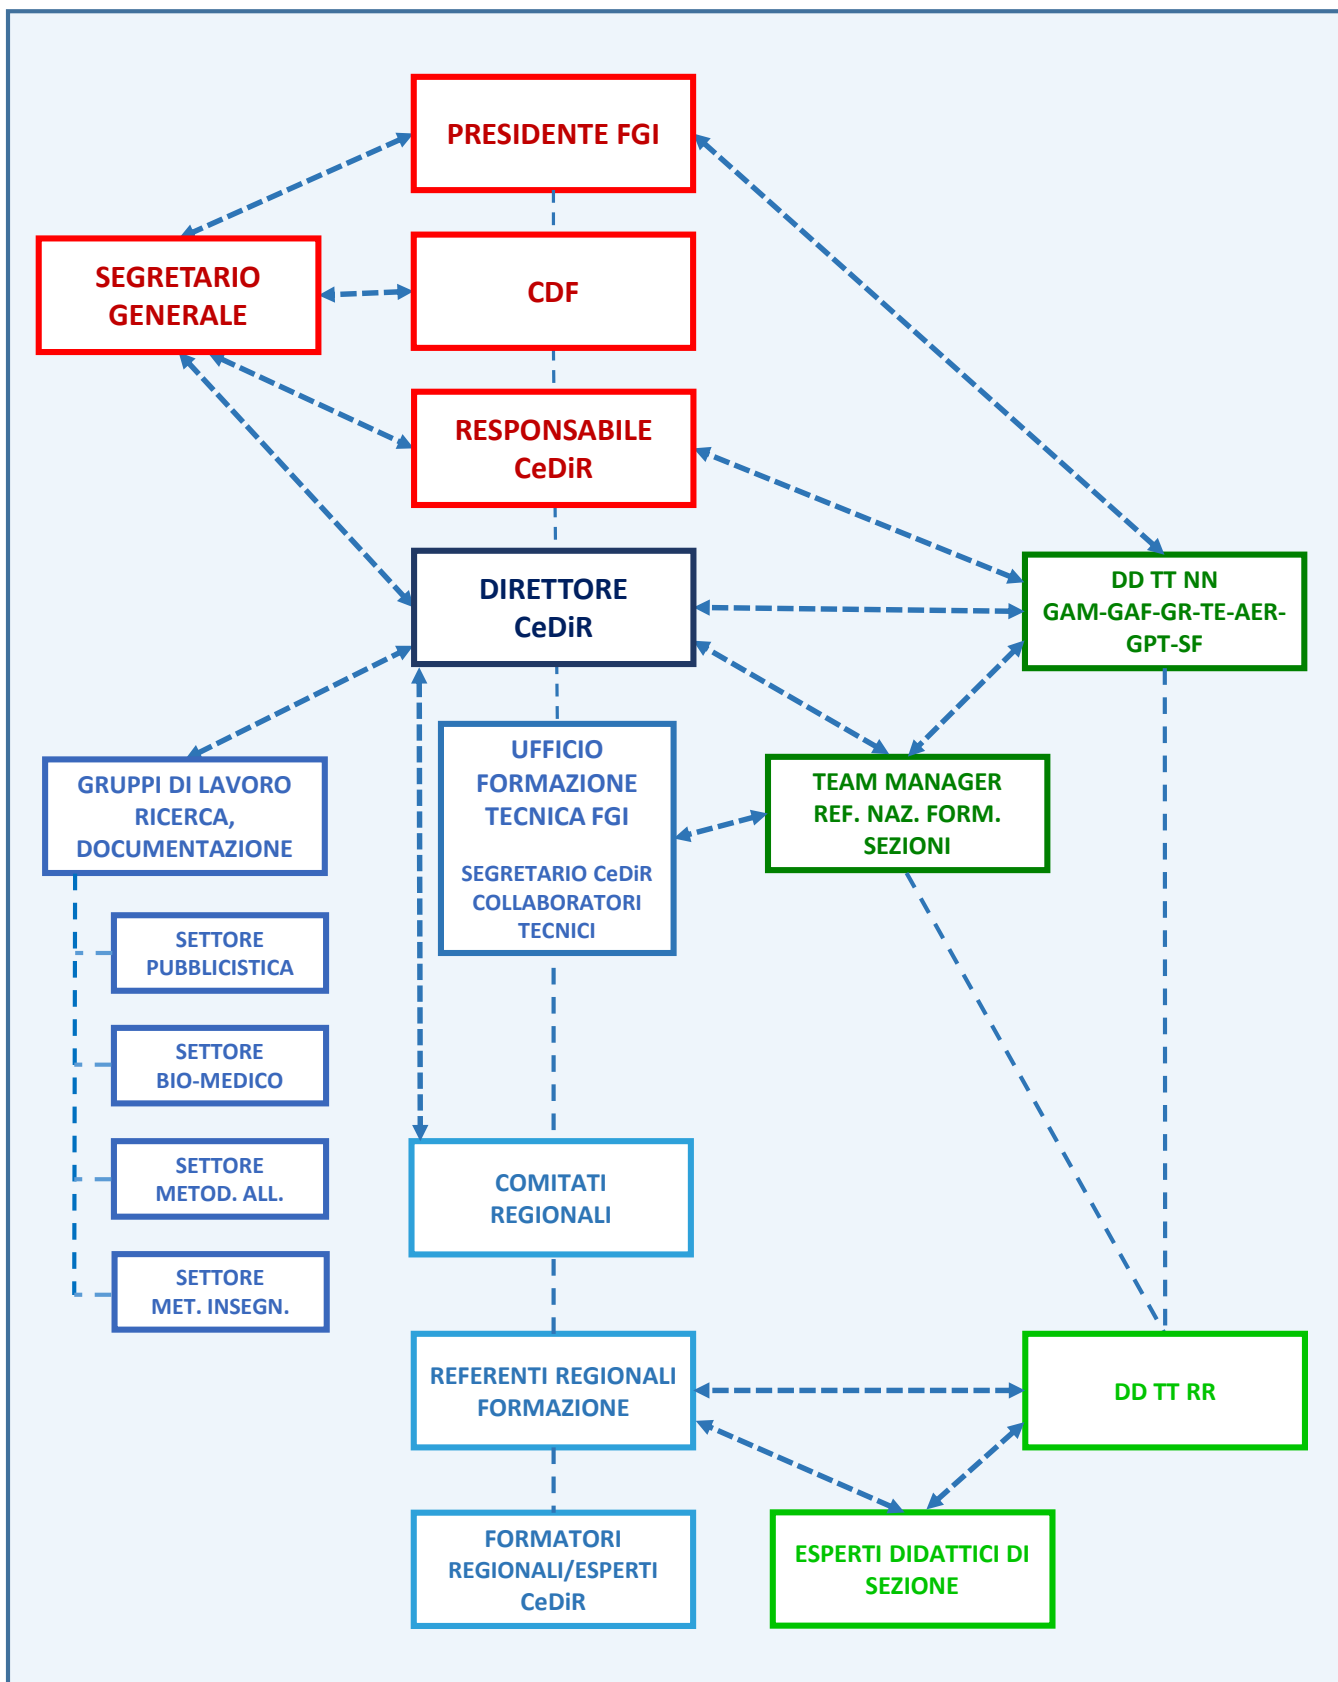 PRESIDENTE FGI
SEGRETARIO
GENERALE
CDF
RESPONSABILE
CeDiR
DIRETTORE
CeDiR
DD TT NN
GAM-GAF-GR-TE-AER-
GPT-SF
GRUPPI DI LAVORO
RICERCA,
DOCUMENTAZIONE
UFFICIO
FORMAZIONE
TECNICA FGI
SEGRETARIO CeDiR
COLLABORATORI
TECNICI
TEAM MANAGER
REF. NAZ. FORM.
SEZIONI
SETTORE
PUBBLICISTICA
SETTORE
BIO-MEDICO
SETTORE
METOD. ALL.
SETTORE
MET. INSEGN.
COMITATI
REGIONALI
REFERENTI REGIONALI
FORMAZIONE
DD TT RR
FORMATORI
REGIONALI/ESPERTI
CeDiR
ESPERTI DIDATTICI DI
SEZIONE